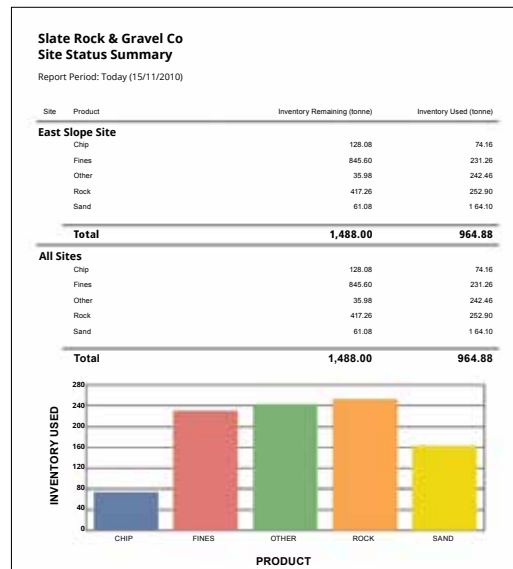 Slate Rock & Gravel Co
Site Status Summary
Report Period: Today (15/11/2010)
Site Product Inventory Remaining (tonne) Inventory Used (tonne)
East Slope Site
Chip 128.08 74.16
Fines 845.60 231.26
Other 35.98 242.46
Rock 417.26 252.90
Sand 61.08 1 64.10
Total 1,488.00 964.88
All Sites
Chip 128.08 74.16
Fines 845.60 231.26
Other 35.98 242.46
Rock 417.26 252.90
Sand 61.08 1 64.10
Total 1,488.00 964.88
INVENTORY USED
280
240
200
160
120
80
40
0
CHIP FINES OTHER ROCK SAND
PRODUCT